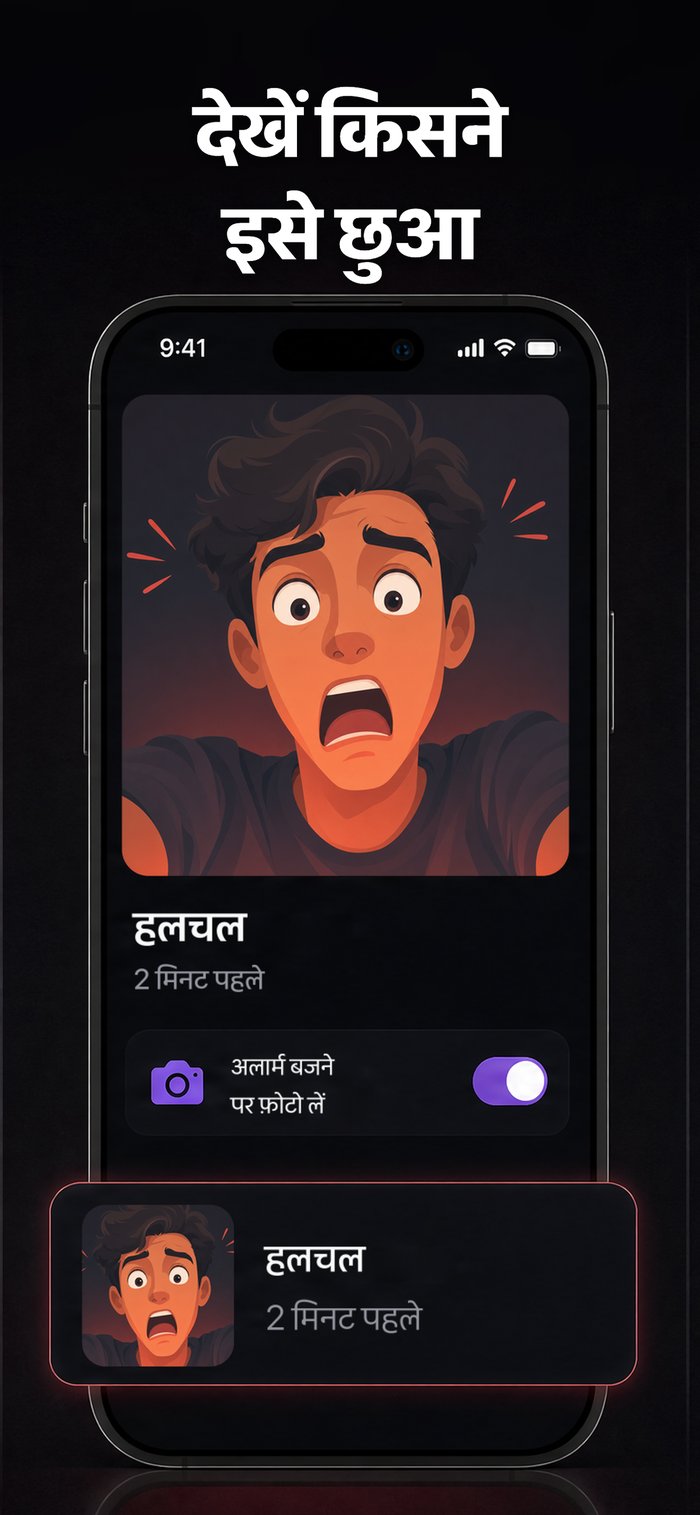 देखें किसने
इसे छुआ
9:41
हलचल
2 मिनट पहले
अलार्म बजने
पर फ़ोटो लें
हलचल
2 मिनट पहले